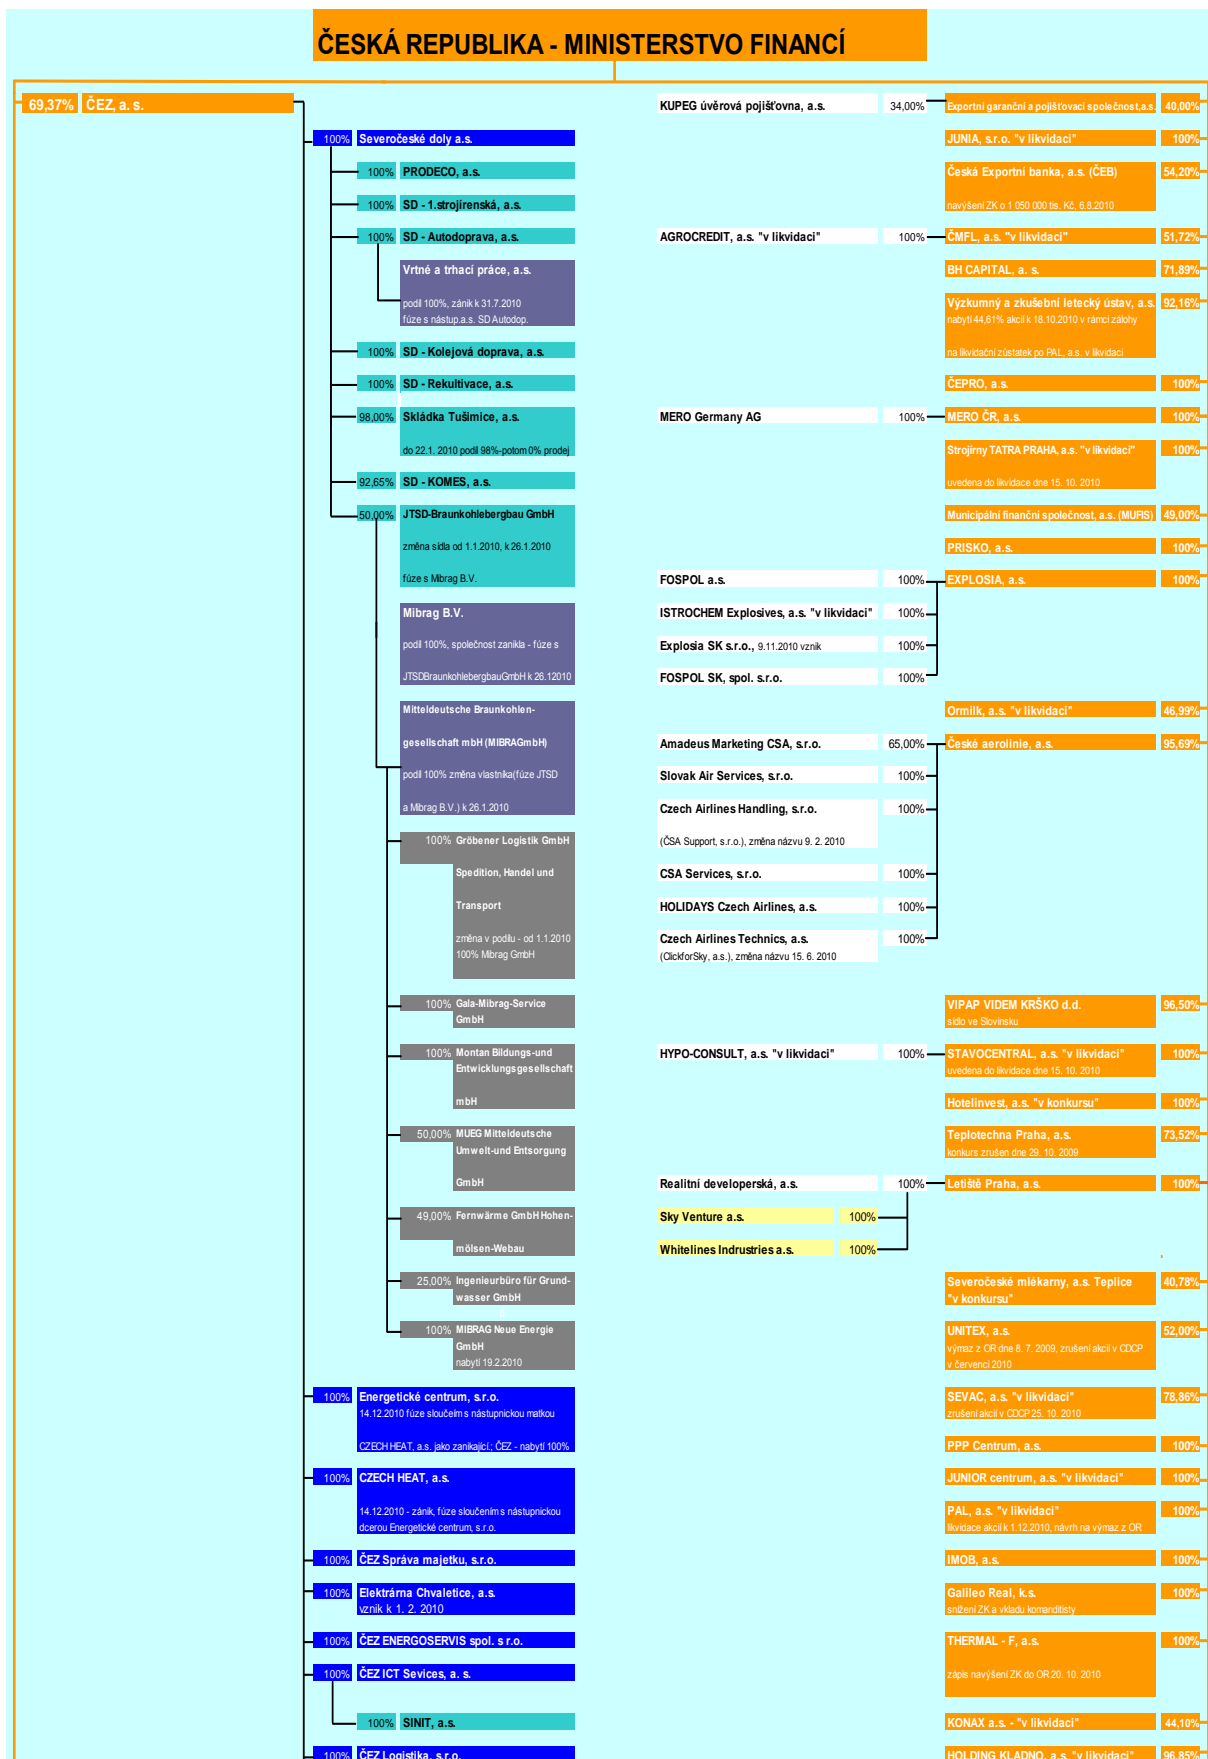 ČESKÁ REPUBLIKA - MINISTERSTVO FINANCÍ
69,37% ČEZ, a. s.
100% Severočeské doly a.s.
100% PRODECO, a.s.
100% SD - 1.strojírenská, a.s.
100% SD - Autodoprava, a.s.
Vrtné a trhací práce, a.s.
podíl 100%, zánik k 31.7.2010
fúze s nástup.a.s. SD Autodop.
100% SD - Kolejová doprava, a.s.
100% SD - Rekultivace, a.s.
98,00% Skládka Tušimice, a.s.
do 22.1. 2010 podíl 98%-potom 0% prodej
92,65% SD - KOMES, a.s.
50,00% JTSD-Braunkohlebergbau GmbH
změna sídla od 1.1.2010, k 26.1.2010
fúze s Mibrag B.V.
Mibrag B.V.
podíl 100%, společnost zanikla - fúze s
JTSDBraunkohlebergbauGmbH k 26.12010
Mitteldeutsche Braunkohlen-
gesellschaft mbH (MIBRAGmbH)
podíl 100% změna vlastníka(fúze JTSD
a Mibrag B.V.) k 26.1.2010
100% Gröbener Logistik GmbH
Spedition, Handel und
Transport
změna v podílu - od 1.1.2010
100% Mibrag GmbH
100% Gala-Mibrag-Service
GmbH
100% Montan Bildungs-und
Entwicklungsgesellschaft
mbH
50,00% MUEG Mitteldeutsche
Umwelt-und Entsorgung
GmbH
49,00% Fernwärme GmbH Hohen-
mölsen-Webau
25,00% Ingenieurbüro für Grund-
wasser GmbH
100% MIBRAG Neue Energie
GmbH
nabytí 19.2.2010
100% Energetické centrum, s.r.o.
14.12.2010 fúze sloučeím s nástupnickou matkou
CZECH HEAT, a.s. jako zanikající.; ČEZ - nabytí 100%
100% CZECH HEAT, a.s.
14.12.2010 - zánik, fúze sloučením s nástupnickou
dcerou Energetické centrum, s.r.o.
100% ČEZ Správa majetku, s.r.o.
100% Elektrárna Chvaletice, a.s.
vznik k 1. 2. 2010
100% ČEZ ENERGOSERVIS spol. s r.o.
100% ČEZ ICT Sevices, a. s.
100% SINIT, a.s.
100% ČEZ Logistika, s.r.o.
KUPEG úvěrová pojišťovna, a.s. 34,00%
AGROCREDIT, a.s. "v likvidaci" 100%
MERO Germany AG 100%
FOSPOL a.s. 100%
ISTROCHEM Explosives, a.s. "v likvidaci" 100%
Explosia SK s.r.o., 9.11.2010 vznik 100%
FOSPOL SK, spol. s.r.o. 100%
Amadeus Marketing CSA, s.r.o. 65,00%
Slovak Air Services, s.r.o. 100%
Czech Airlines Handling, s.r.o. 100%
(ČSA Support, s.r.o.), změna názvu 9. 2. 2010
CSA Services, s.r.o. 100%
HOLIDAYS Czech Airlines, a.s. 100%
Czech Airlines Technics, a.s. 100%
(ClickforSky, a.s.), změna názvu 15. 6. 2010
HYPO-CONSULT, a.s. "v likvidaci" 100%
Realitní developerská, a.s. 100%
Sky Venture a.s. 100%
Whitelines Indrustries a.s. 100%
Exportní garanční a pojišťovací společnost,a.s. 40,00%
JUNIA, s.r.o. "v likvidaci" 100%
Česká Exportní banka, a.s. (ČEB) 54,20%
navýšení ZK o 1 050 000 tis. Kč, 6.8.2010
ČMFL, a.s. "v likvidaci" 51,72%
BH CAPITAL, a. s. 71,89%
Výzkumný a zkušební letecký ústav, a.s. 92,16%
nabytí 44,61% akcií k 18.10.2010 v rámci zálohy
na likvidační zůstatek po PAL, a.s. v likvidaci
ČEPRO, a.s. 100%
MERO ČR, a.s. 100%
Strojírny TATRA PRAHA, a.s. "v likvidaci" 100%
uvedena do likvidace dne 15. 10. 2010
Municipální finanční společnost, a.s. (MUFIS) 49,00%
PRISKO, a.s. 100%
EXPLOSIA, a.s. 100%
Ormilk, a.s. "v likvidaci" 46,99%
České aerolinie, a.s. 95,69%
VIPAP VIDEM KRŠKO d.d. 96,50%
sídlo ve Slovinsku
STAVOCENTRAL, a.s. "v likvidaci" 100%
uvedena do likvidace dne 15. 10. 2010
Hotelinvest, a.s. "v konkursu" 100%
Teplotechna Praha, a.s. 73,52%
konkurs zrušen dne 29. 10. 2009
Letiště Praha, a.s. 100%
Severočeské mlékarny, a.s. Teplice 40,78%
"v konkursu"
UNITEX, a.s. 52,00%
výmaz z OR dne 8. 7. 2009, zrušení akcií v CDCP
v červenci 2010
SEVAC, a.s. "v likvidaci" 78,86%
zrušení akcií v CDCP 25. 10. 2010
PPP Centrum, a.s. 100%
JUNIOR centrum, a.s. "v likvidaci" 100%
PAL, a.s. "v likvidaci" 100%
likvidace akcií k 1.12.2010, návrh na výmaz z OR
IMOB, a.s. 100%
Galileo Real, k.s. 100%
snížení ZK a vkladu komanditisty
THERMAL - F, a.s. 100%
zápis navýšení ZK do OR 20. 10. 2010
KONAX a.s. - "v likvidaci" 44,10%
HOLDING KLADNO, a.s. "v likvidaci" 96,85%